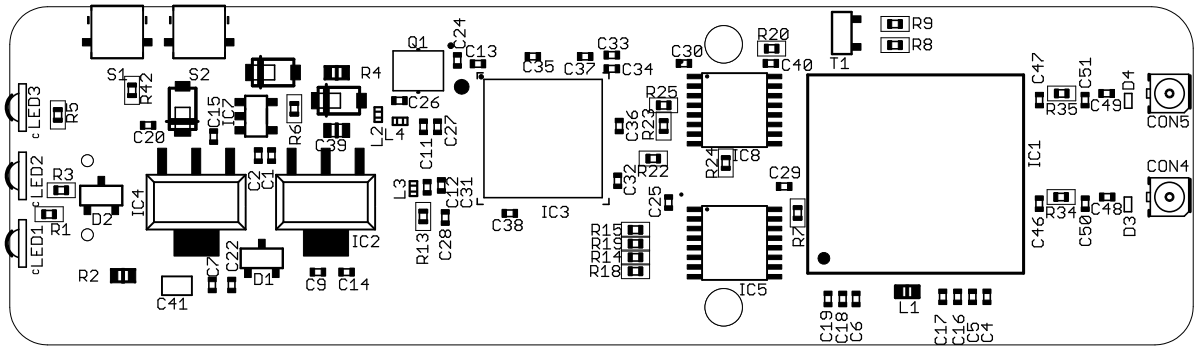 S1
S2
R42
LED3
R5
C20
C15
IC7
R6
R4
C39
L2
L4
C26
Q1
C24
C13
C11
C27
C35
C37
C33
C34
C36
C30
R20
C40
R25
R23
R22
R24
IC8
T1
R9
R8
C47
R35
C51
C49
D4
CON5
IC1
LED2
R3
D2
C2
C1
IC4
IC2
L3
C12
C31
R13
C28
C38
IC3
C32
C25
C29
R7
CON4
C46
R34
C50
C48
D3
LED1
R1
R2
C41
C7
C22
D1
C9
C14
R15
R19
R14
R18
IC5
C19
C18
C6
L1
C17
C16
C5
C4